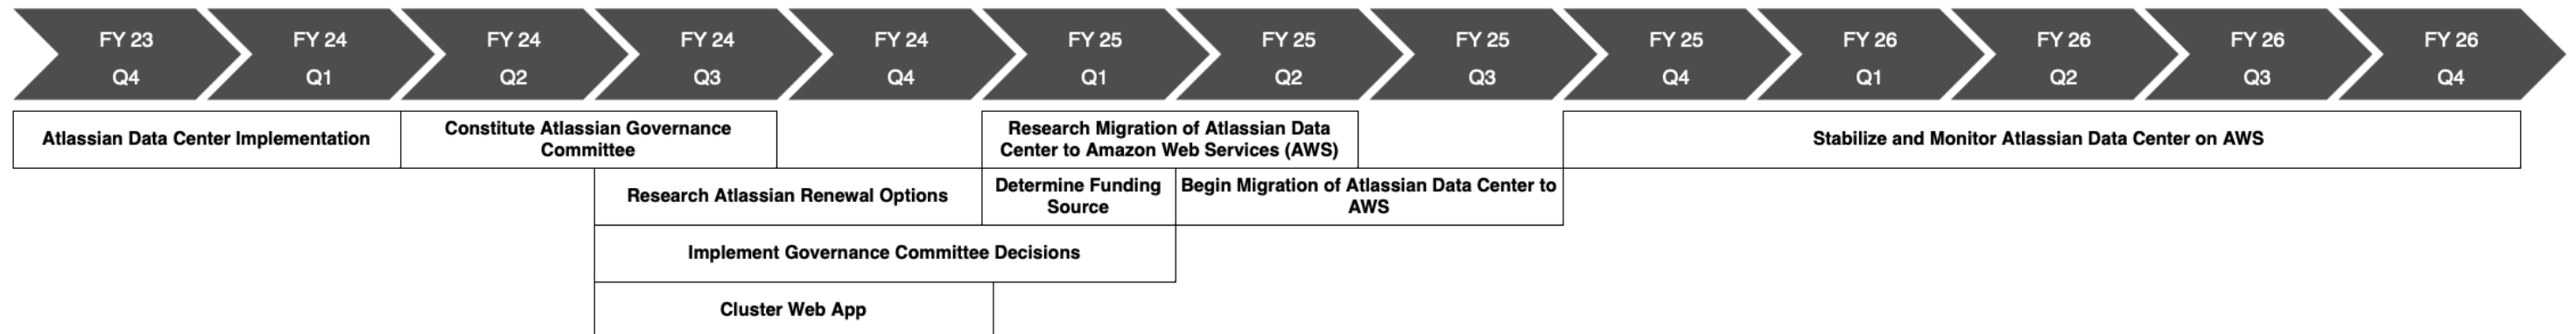 FY 23
Q4
FY 24
Q1
FY 24
Q2
FY 24
Q3
FY 24
Q4
FY 25
Q1
FY 25
Q2
FY 25
Q3
FY 25
Q4
FY 26
Q1
FY 26
Q2
FY 26
Q3
FY 26
Q4
Atlassian Data Center Implementation
Constitute Atlassian Governance
Committee
Research Migration of Atlassian Data
Center to Amazon Web Services (AWS)
Stabilize and Monitor Atlassian Data Center on AWS
Research Atlassian Renewal Options
Determine Funding
Source
Begin Migration of Atlassian Data Center to
AWS
Implement Governance Committee Decisions
Cluster Web App